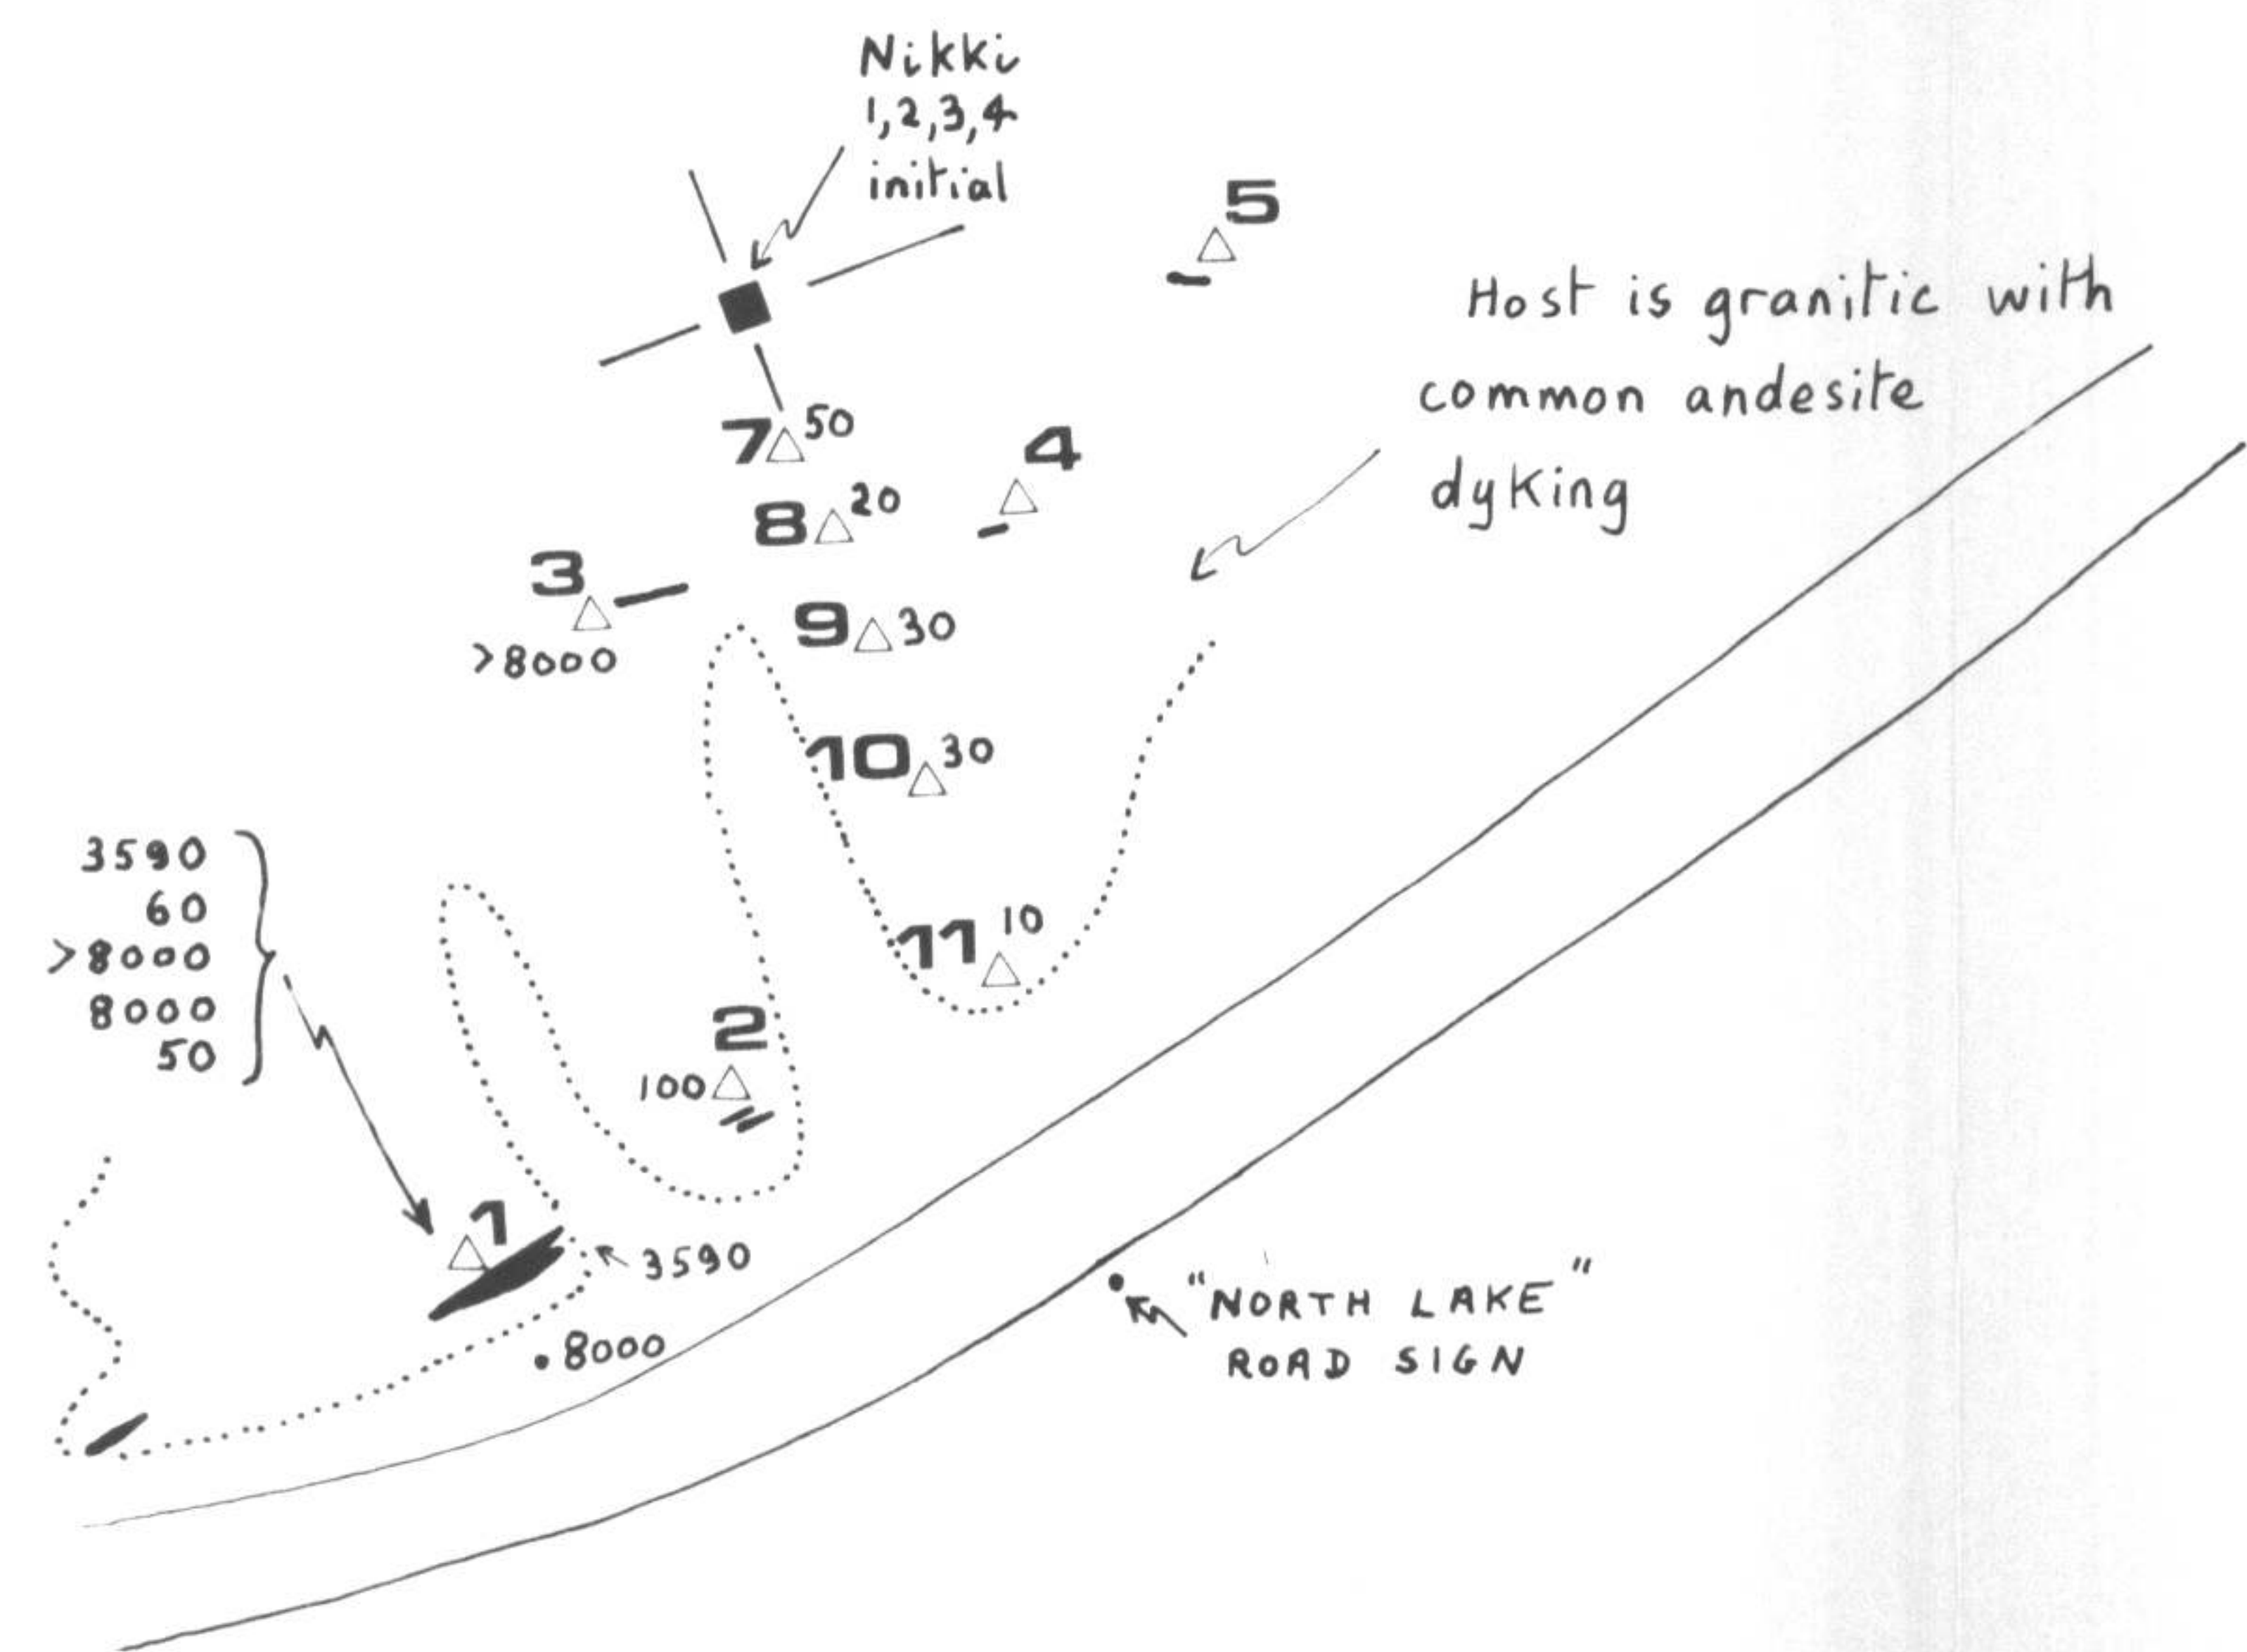 Nikki
1,2,3,4
initial
5
Host is granitic with
common andesite
dyking
7 50
4
8 20
3
>8000
9 30
10 30
3590
60
>8000
8000
50
11 10
2
100
1
3590
8000
"NORTH LAKE"
ROAD SIGN